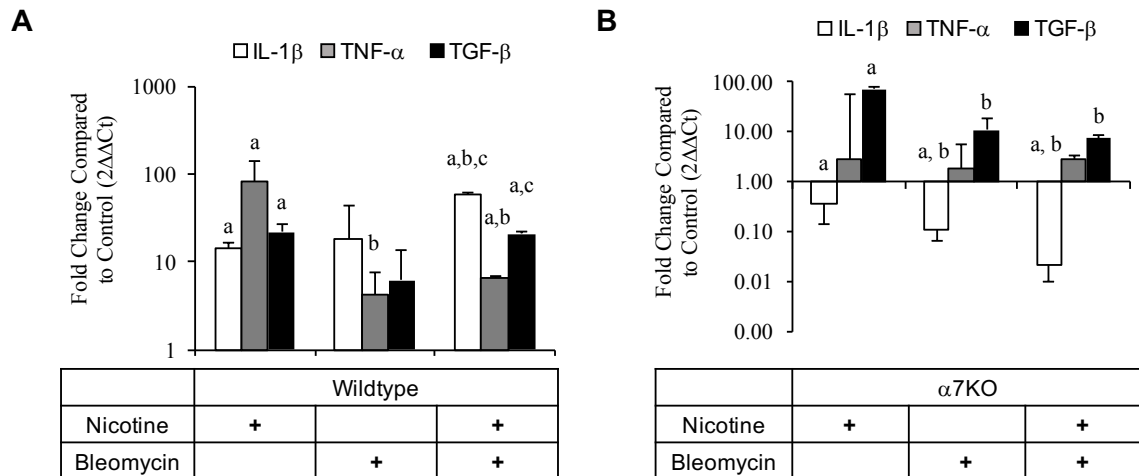 A
IL-1β TNF-α TGF-β
Fold Change Compared
to Control (2ΔΔCt)
1000
100
10
1
a
a
a
b
a,b,c
a,b
a,c
Wildtype
Nicotine + +
Bleomycin + +
B
IL-1β TNF-α TGF-β
Fold Change Compared
to Control (2ΔΔCt)
100.00
10.00
1.00
0.10
0.01
0.00
a
a
a, b
b
a, b
b
α7KO
Nicotine + +
Bleomycin + +